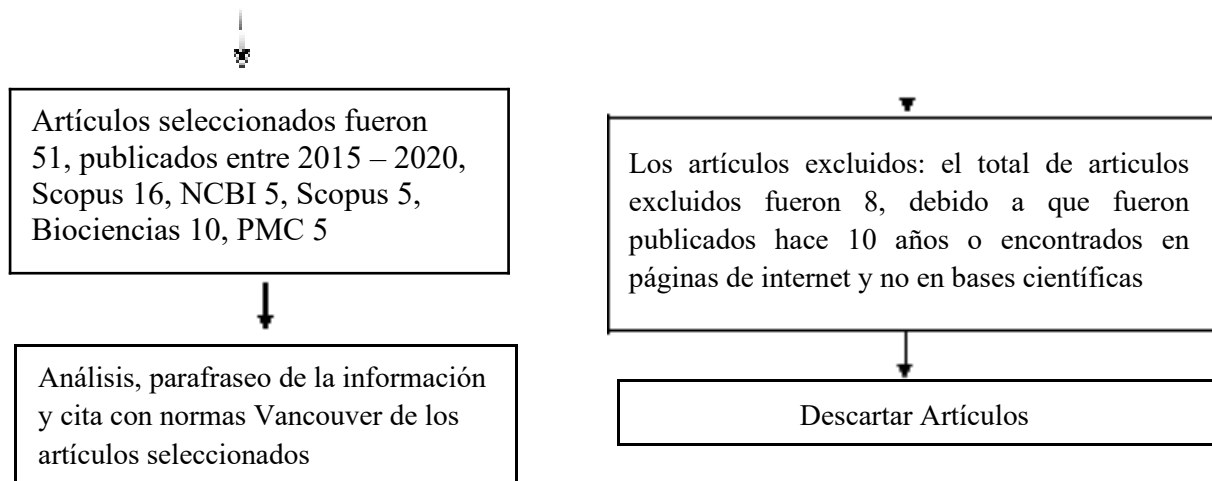 Artículos seleccionados fueron
51, publicados entre 2015 – 2020,
Scopus 16, NCBI 5, Scopus 5,
Biociencias 10, PMC 5
Análisis, parafraseo de la información
y cita con normas Vancouver de los
artículos seleccionados
Los artículos excluidos: el total de articulos
excluidos fueron 8, debido a que fueron
publicados hace 10 años o encontrados en
páginas de internet y no en bases científicas
Descartar Artículos